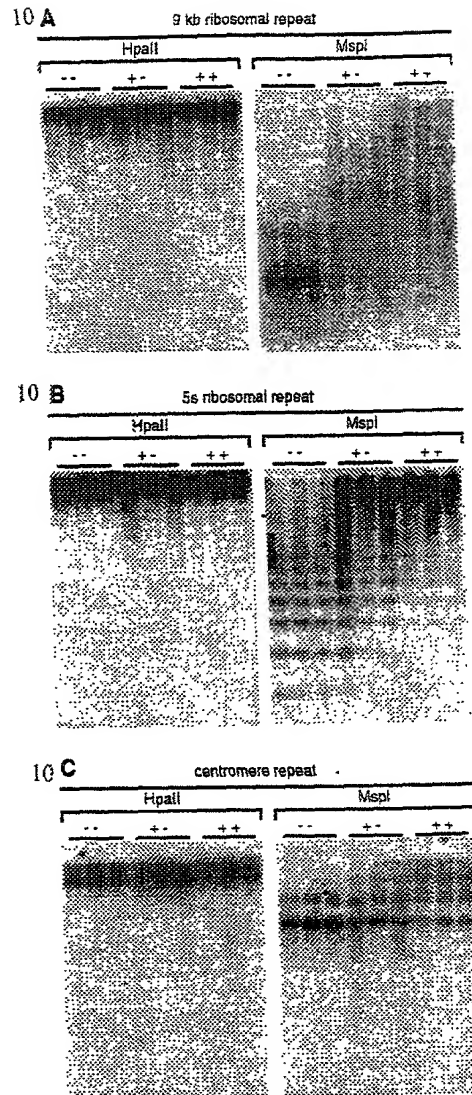 10 A
9 kb ribosomal repeat
HpaII MspI
-- +- ++ -- +- ++
10 B
5s ribosomal repeat
HpaII MspI
-- +- ++ -- +- ++
10 C
centromere repeat
HpaII MspI
-- +- ++ -- +- ++